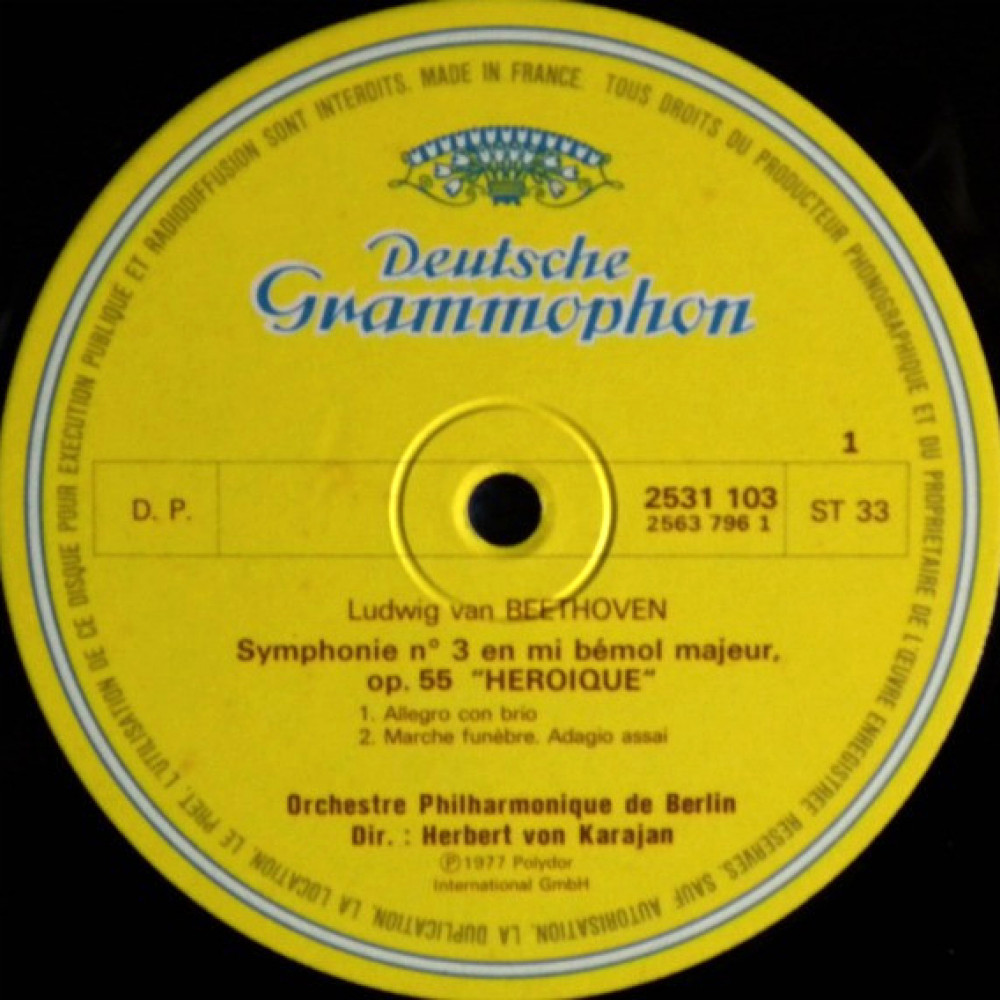 TOUS DROITS DU PRODUCTEUR PHONOGRAPHIQUE ET DU PROPRIETAIRE DE L'ŒUVRE ENREGISTREE RESERVES. SAUF AUTORISATION, LA DUPLICATION, LA LOCATION, LE PRET, L'UTILISATION DE CE DISQUE POUR EXECUTION PUBLIQUE ET RADIODIFFUSION SONT INTERDITS. MADE IN FRANCE.
Deutsche
Grammophon
1
D. P.
2531 103
2563 796 1
ST 33
Ludwig van BEETHOVEN
Symphonie n° 3 en mi bémol majeur,
op. 55 "HEROIQUE"
1. Allegro con brio
2. Marche funèbre. Adagio assai
Orchestre Philharmonique de Berlin
Dir. : Herbert von Karajan
Ⓟ 1977 Polydor
International GmbH